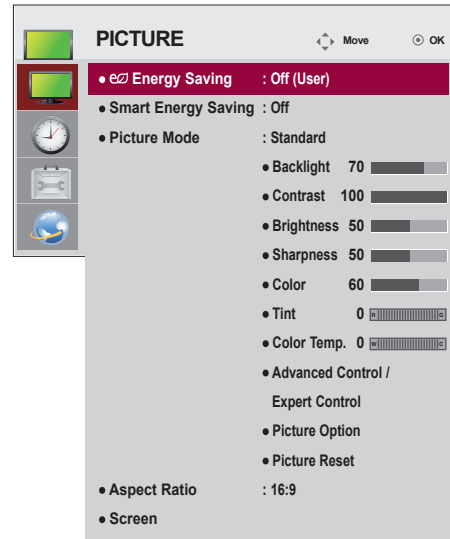 PICTURE Move OK
• e Energy Saving : Off (User)
• Smart Energy Saving : Off
• Picture Mode : Standard
• Backlight 70
• Contrast 100
• Brightness 50
• Sharpness 50
• Color 60
• Tint 0 R G
• Color Temp. 0 W C
• Advanced Control /
Expert Control
• Picture Option
• Picture Reset
• Aspect Ratio : 16:9
• Screen